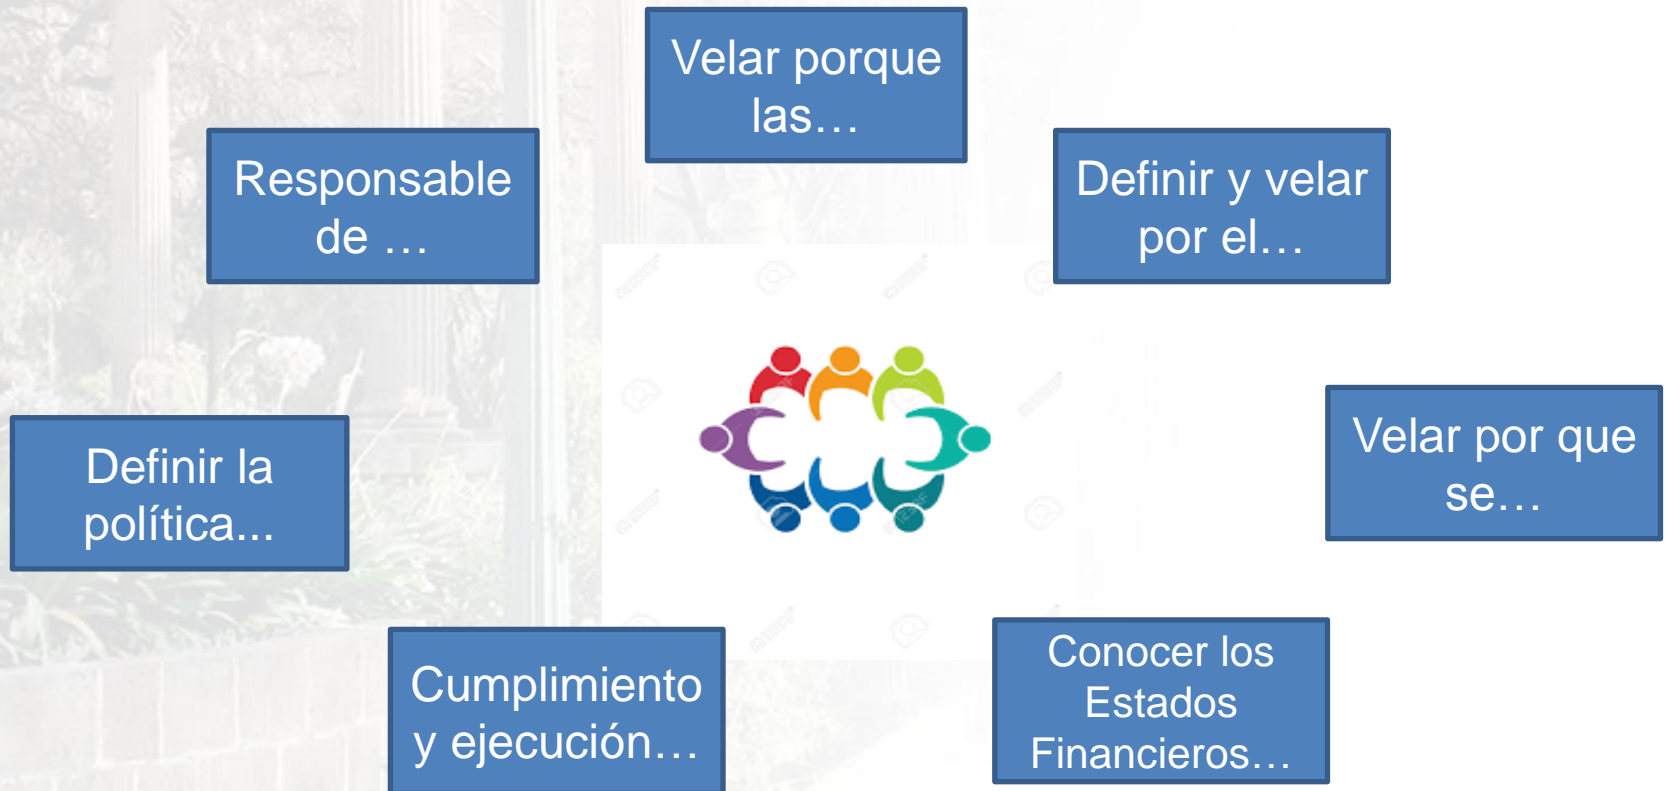 Velar porque
las…
Responsable
de …
Definir y velar
por el…
Definir la
política...
Velar por que
se…
Cumplimiento
y ejecución…
Conocer los
Estados
Financieros…